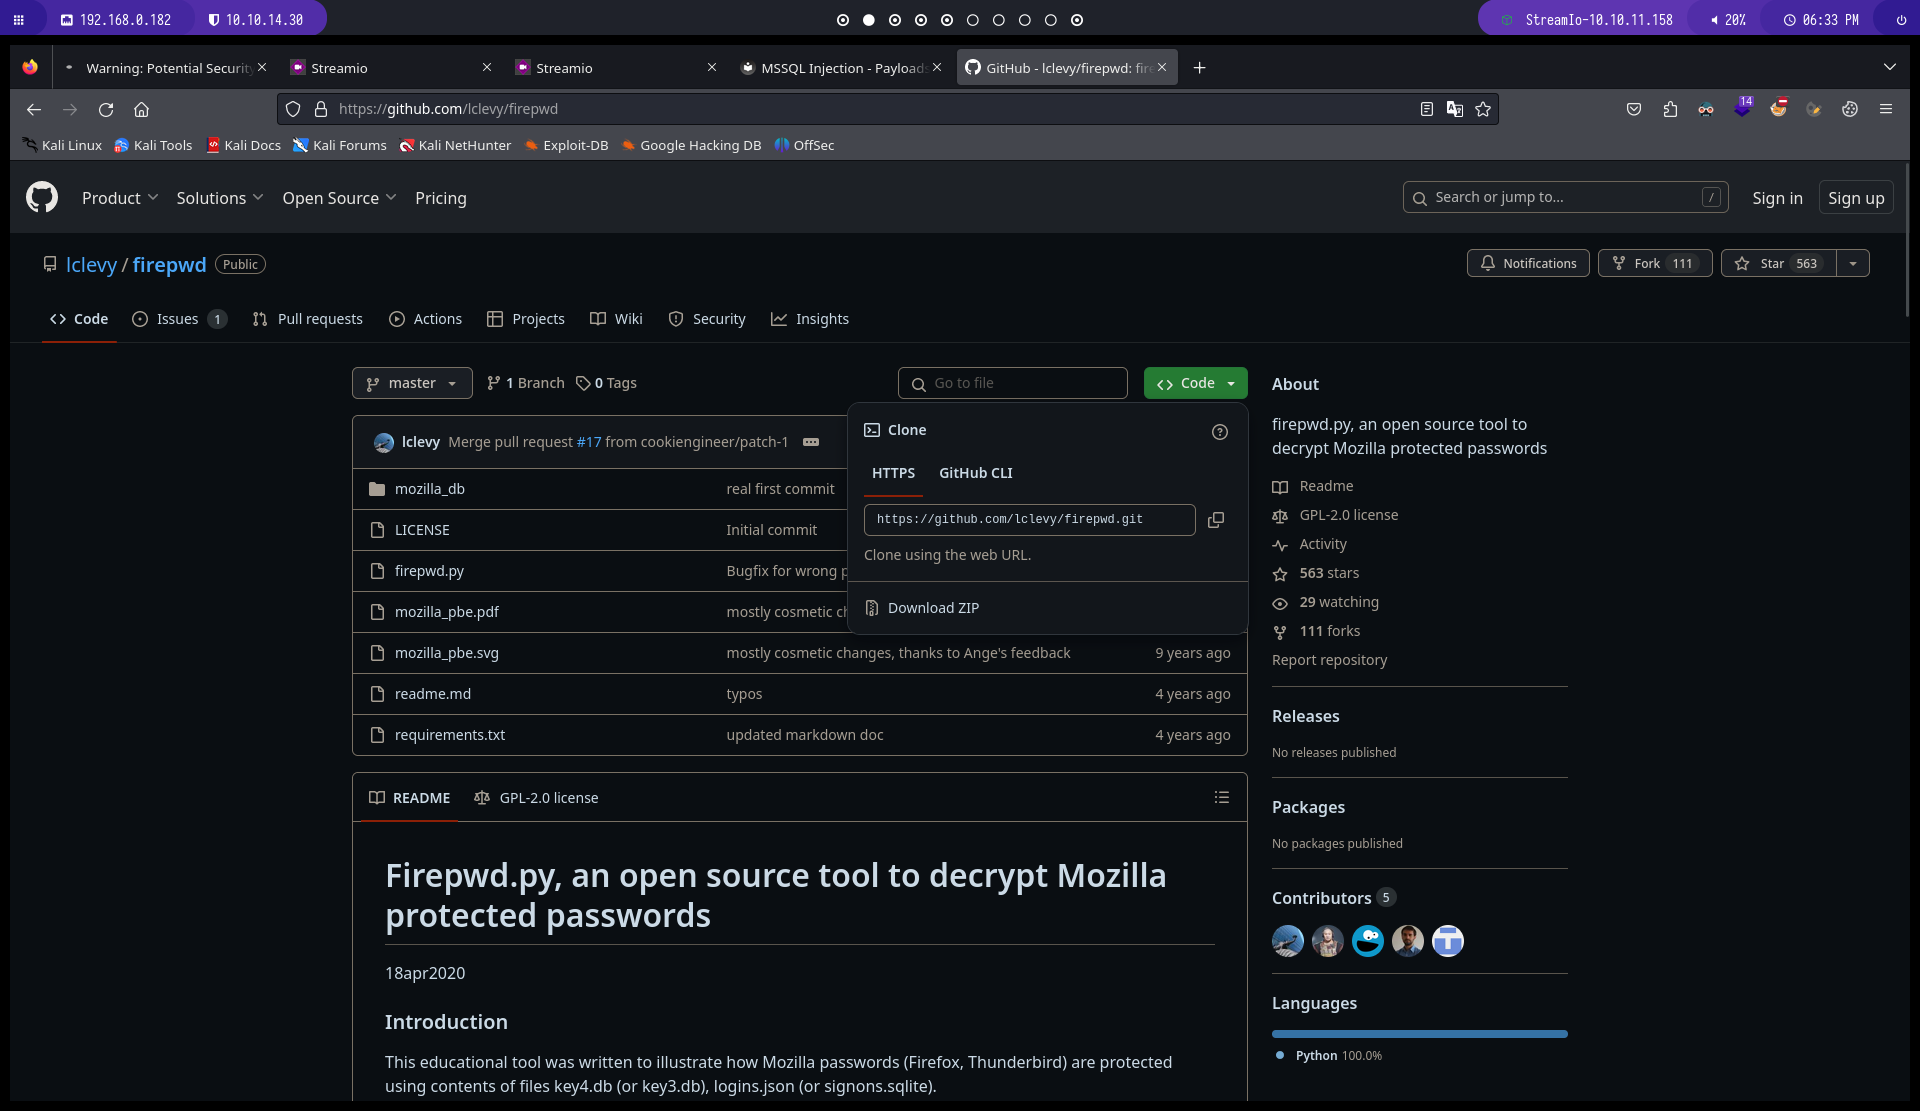 192.168.0.182
10.10.14.30
StreamIo-10.10.11.158
20%
06:33 PM
Warning: Potential Security
Streamio
Streamio
MSSQL Injection - Payloads
GitHub - lclevy/firepwd: fire
https://github.com/lclevy/firepwd
14
Kali Linux
Kali Tools
Kali Docs
Kali Forums
Kali NetHunter
Exploit-DB
Google Hacking DB
OffSec
Product
Solutions
Open Source
Pricing
Search or jump to...
/
Sign in
Sign up
lclevy / firepwd
Public
Notifications
Fork 111
Star 563
Code
Issues 1
Pull requests
Actions
Projects
Wiki
Security
Insights
master
1 Branch
0 Tags
Go to file
Code
lclevy Merge pull request #17 from cookiengineer/patch-1
mozilla_db real first commit
LICENSE Initial commit
firepwd.py Bugfix for wrong p
mozilla_pbe.pdf mostly cosmetic ch
mozilla_pbe.svg mostly cosmetic changes, thanks to Ange's feedback 9 years ago
readme.md typos 4 years ago
requirements.txt updated markdown doc 4 years ago
Clone
HTTPS
GitHub CLI
https://github.com/lclevy/firepwd.git
Clone using the web URL.
Download ZIP
README
GPL-2.0 license
Firepwd.py, an open source tool to decrypt Mozilla
protected passwords
18apr2020
Introduction
This educational tool was written to illustrate how Mozilla passwords (Firefox, Thunderbird) are protected
using contents of files key4.db (or key3.db), logins.json (or signons.sqlite).
About
firepwd.py, an open source tool to
decrypt Mozilla protected passwords
Readme
GPL-2.0 license
Activity
563 stars
29 watching
111 forks
Report repository
Releases
No releases published
Packages
No packages published
Contributors 5
Languages
Python 100.0%